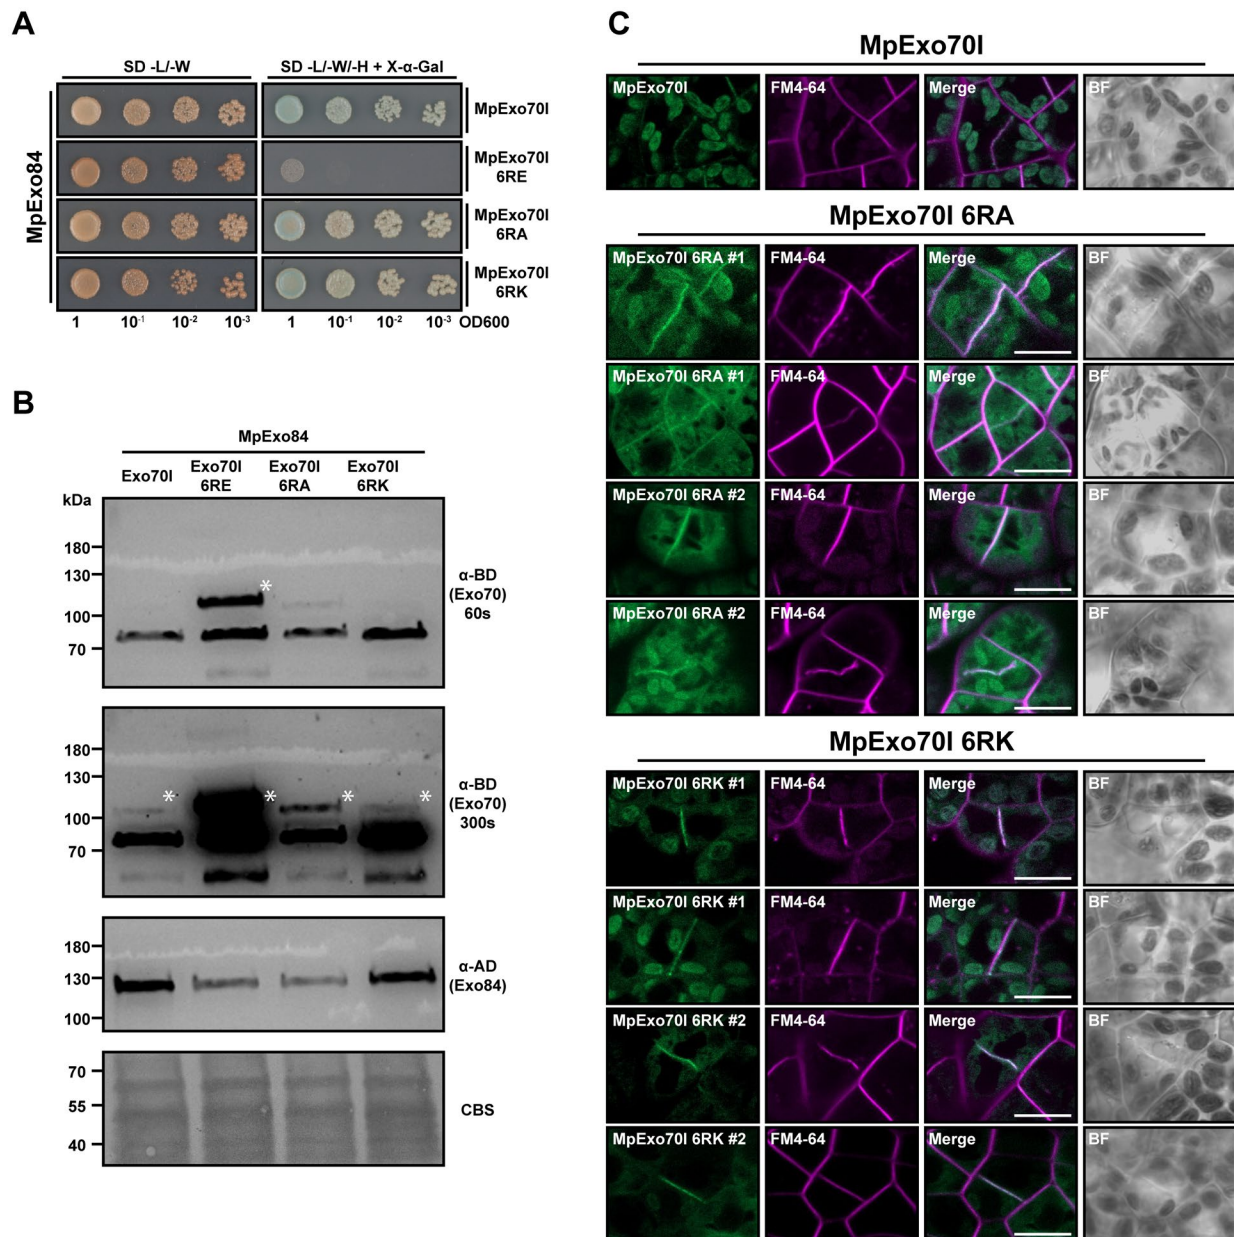 A
SD -L/-W
SD -L/-W/-H + X-α-Gal
MpExo84
MpExo70I
MpExo70I
6RE
MpExo70I
6RA
MpExo70I
6RK
1 10-1 10-2 10-3 1 10-1 10-2 10-3 OD600
B
MpExo84
Exo70I
Exo70I
6RE
Exo70I
6RA
Exo70I
6RK
kDa
180
130
100
70
*
α-BD
(Exo70)
60s
180
130
100
70
* * * *
α-BD
(Exo70)
300s
180
130
100
α-AD
(Exo84)
70
55
40
CBS
C
MpExo70I
MpExo70I FM4-64 Merge BF
MpExo70I 6RA
MpExo70I 6RA #1 FM4-64 Merge BF
MpExo70I 6RA #1 FM4-64 Merge BF
MpExo70I 6RA #2 FM4-64 Merge BF
MpExo70I 6RA #2 FM4-64 Merge BF
MpExo70I 6RK
MpExo70I 6RK #1 FM4-64 Merge BF
MpExo70I 6RK #1 FM4-64 Merge BF
MpExo70I 6RK #2 FM4-64 Merge BF
MpExo70I 6RK #2 FM4-64 Merge BF